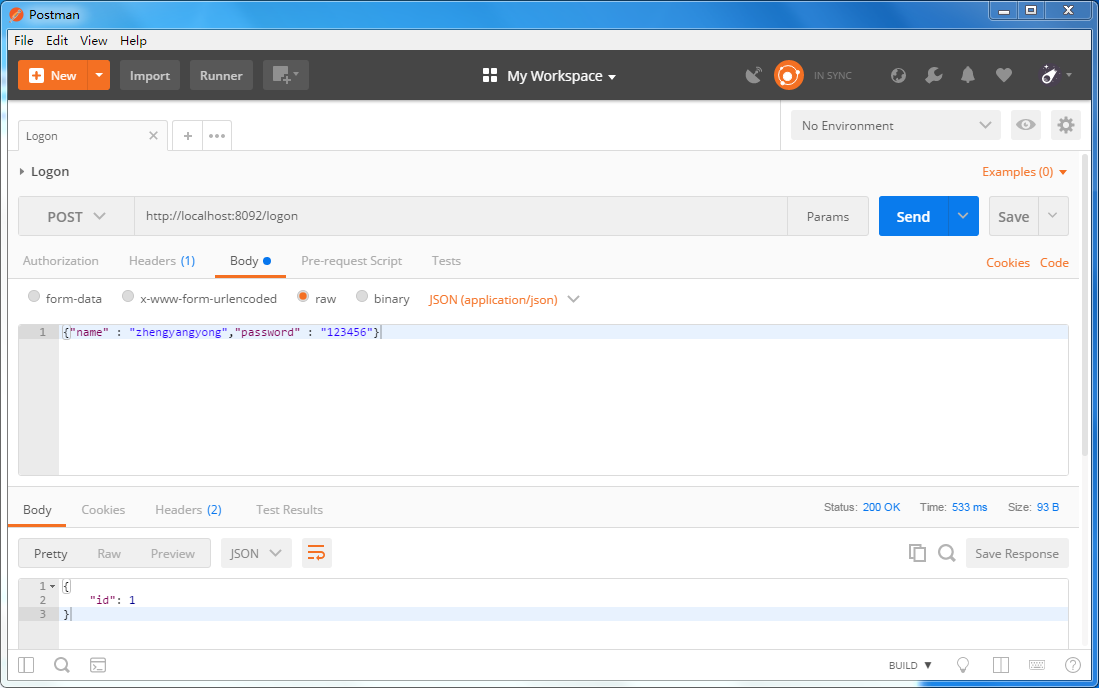 Postman
File Edit View Help
New Import Runner My Workspace IN SYNC
Logon No Environment
Logon Examples (0)
POST http://localhost:8092/logon Params Send Save
Authorization Headers (1) Body Pre-request Script Tests Cookies Code
form-data x-www-form-urlencoded raw binary JSON (application/json)
1 {"name" : "zhengyangyong","password" : "123456"}
Body Cookies Headers (2) Test Results Status: 200 OK Time: 533 ms Size: 93 B
Pretty Raw Preview JSON Save Response
1 {
2 "id": 1
3 }
BUILD